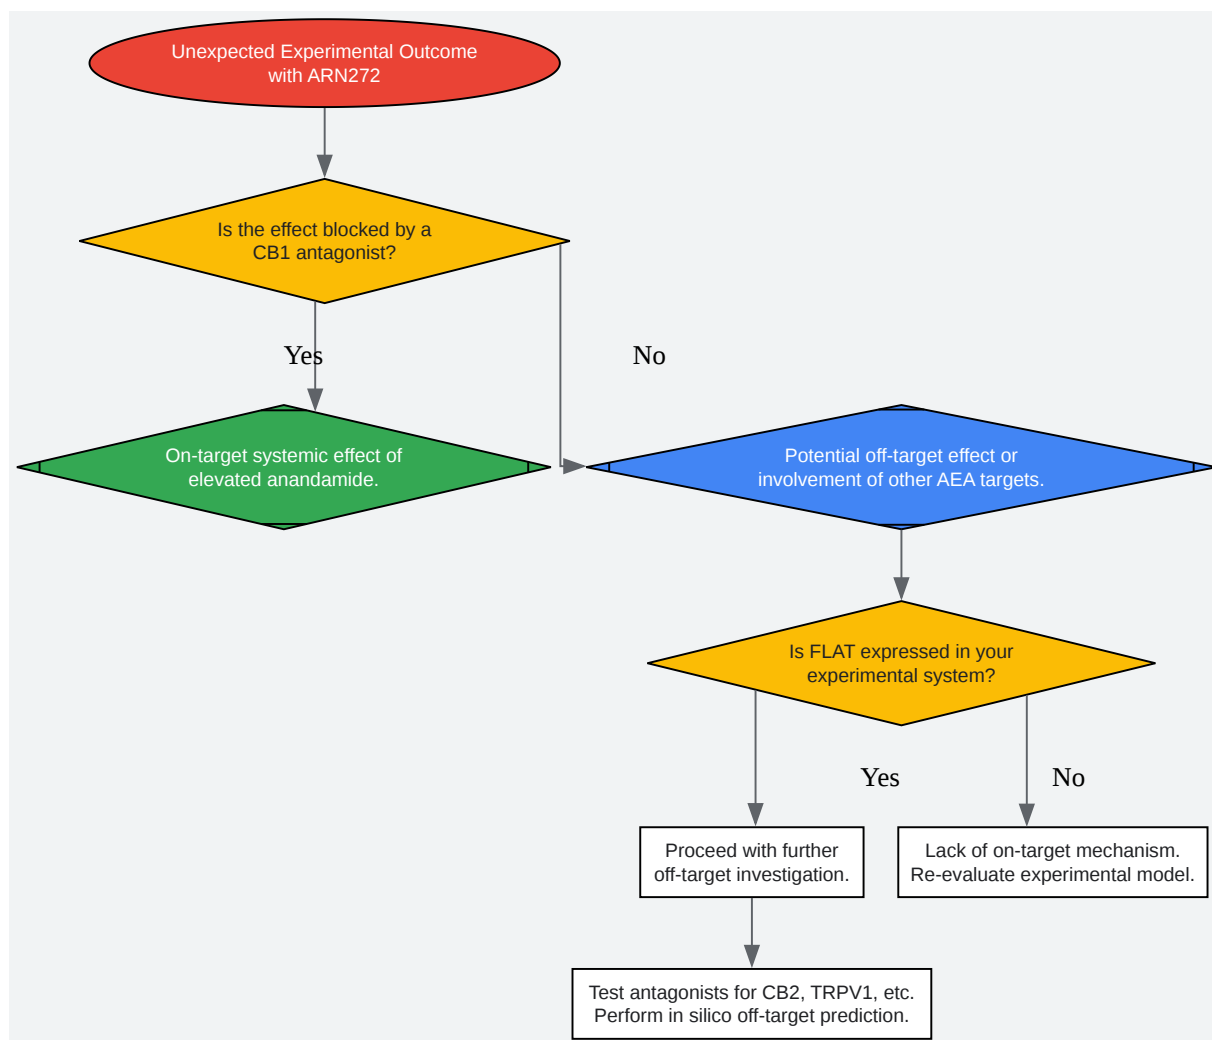 Unexpected Experimental Outcome
with ARN272
Is the effect blocked by a
CB1 antagonist?
Yes
No
On-target systemic effect of
elevated anandamide.
Potential off-target effect or
involvement of other AEA targets.
Is FLAT expressed in your
experimental system?
Yes
No
Proceed with further
off-target investigation.
Lack of on-target mechanism.
Re-evaluate experimental model.
Test antagonists for CB2, TRPV1, etc.
Perform in silico off-target prediction.